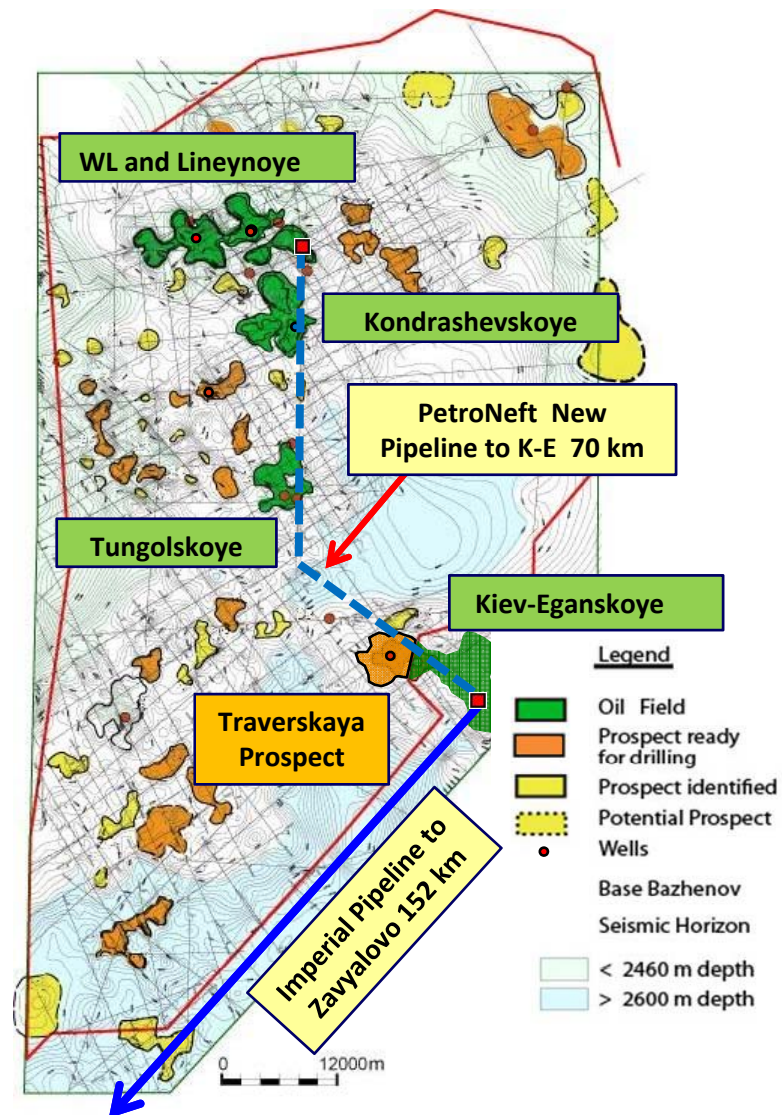 WL and Lineynoye
Kondrashevskoye
PetroNeft New
Pipeline to K-E 70 km
Tungolskoye
Kiev-Eganskoye
Traverskaya
Prospect
Imperial Pipeline to
Zavyalovo 152 km
Legend
Oil Field
Prospect ready
for drilling
Prospect identified
Potential Prospect
Wells
Base Bazhenov
Seismic Horizon
< 2460 m depth
> 2600 m depth
0 12000m